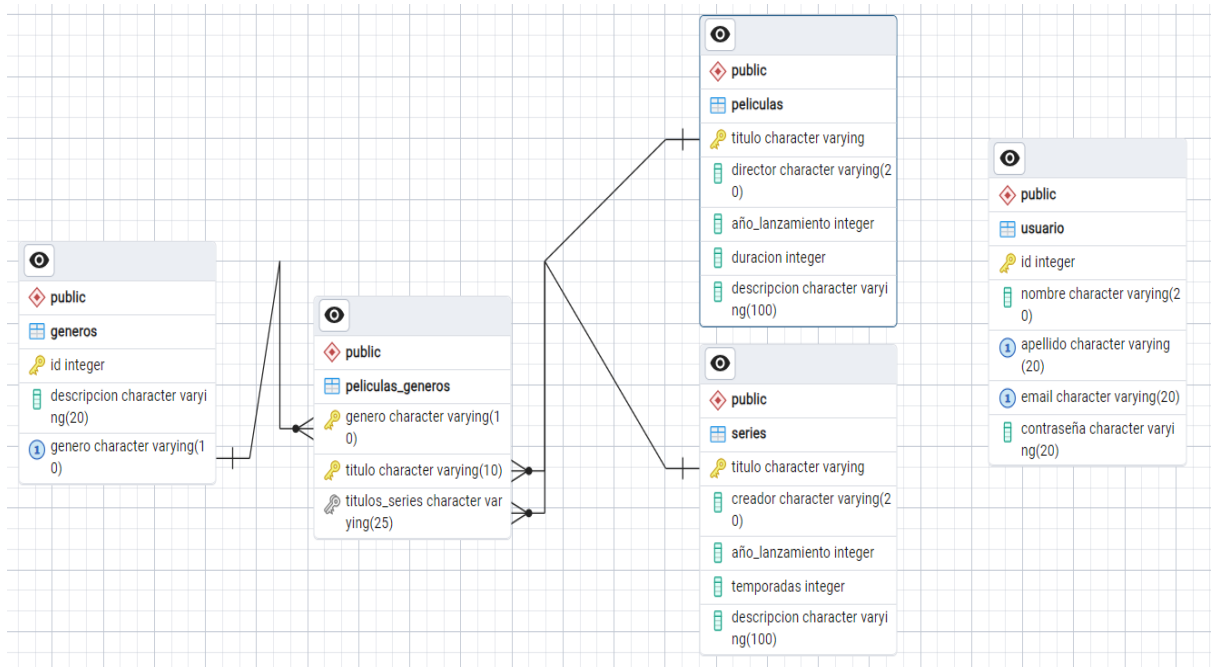 public
generos
id integer
descripcion character varyi
ng(20)
genero character varying(1
0)
public
peliculas_generos
genero character varying(1
0)
titulo character varying(10)
titulos_series character var
ying(25)
public
peliculas
titulo character varying
director character varying(2
0)
año_lanzamiento integer
duracion integer
descripcion character varyi
ng(100)
public
series
titulo character varying
creador character varying(2
0)
año_lanzamiento integer
temporadas integer
descripcion character varyi
ng(100)
public
usuario
id integer
nombre character varying(2
0)
1 apellido character varying
(20)
1 email character varying(20)
contraseña character varyi
ng(20)